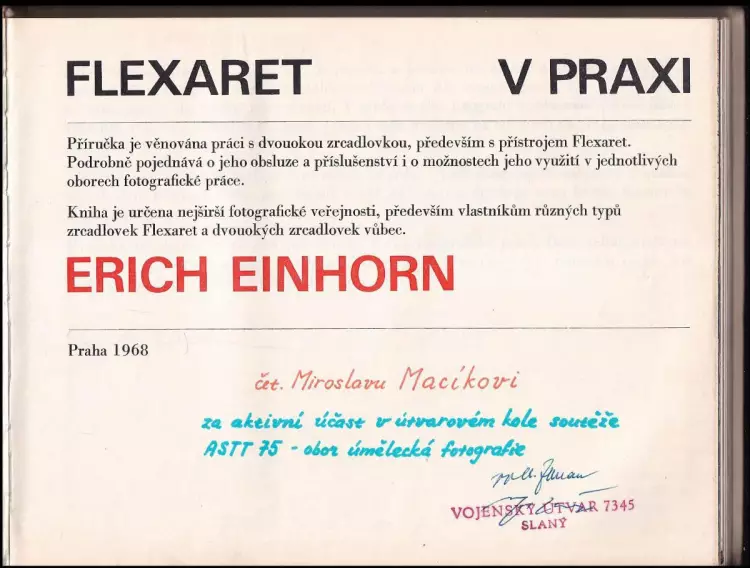 FLEXARET V PRAXI
Příručka je věnována práci s dvouokou zrcadlovkou, především s přístrojem Flexaret.
Podrobně pojednává o jeho obsluze a příslušenství i o možnostech jeho využití v jednotlivých
oborech fotografické práce.
Kniha je určena nejširší fotografické veřejnosti, především vlastníkům různých typů
zrcadlovek Flexaret a dvouokých zrcadlovek vůbec.
ERICH EINHORN
Praha 1968
čet. Miroslavu Macíkovi
za aktivní účast v útvarovém kole soutěže
ASTT 75 - obor úmělecká fotografie
VOJENSKÝ ÚTVAR 7345
SLANÝ